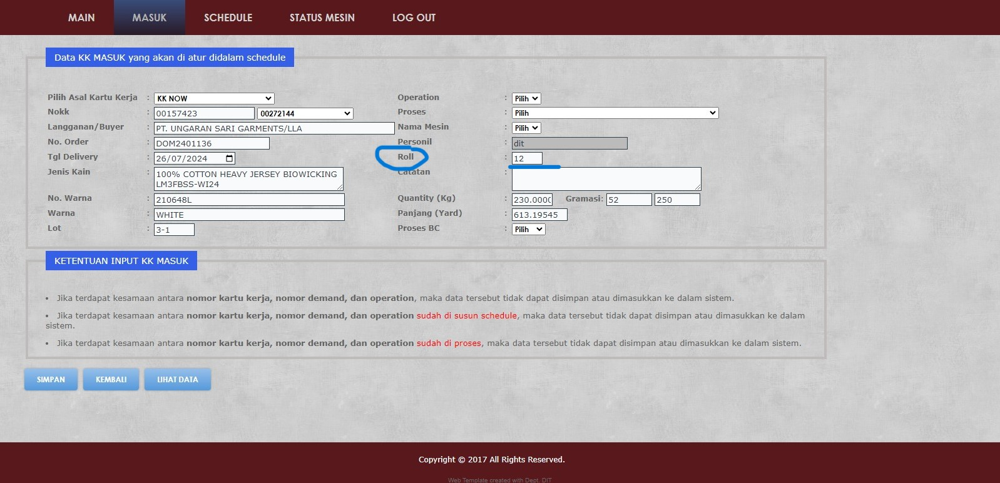 MAIN MASUK SCHEDULE STATUS MESIN LOG OUT
Data KK MASUK yang akan di atur didalam schedule
Pilih Asal Kartu Kerja : KK NOW Operation : Pilih
Nokk : 00157423 00272144 Proses : Pilih
Langganan/Buyer : PT. UNGARAN SARI GARMENTS/LLA Nama Mesin : Pilih
No. Order : DOM2401136 Personil : dit
Tgl Delivery : 26/07/2024 Roll : 12
Jenis Kain : 100% COTTON HEAVY JERSEY BIOWICKING Catatan :
LM3FBSS-WI24
No. Warna : 210648L Quantity (Kg) : 230.000 Gramasi: 52 250
Warna : WHITE Panjang (Yard) : 613.19545
Lot : 3-1 Proses BC : Pilih
KETENTUAN INPUT KK MASUK
• Jika terdapat kesamaan antara nomor kartu kerja, nomor demand, dan operation, maka data tersebut tidak dapat disimpan atau dimasukkan ke dalam sistem.
• Jika terdapat kesamaan antara nomor kartu kerja, nomor demand, dan operation sudah di susun schedule, maka data tersebut tidak dapat disimpan atau dimasukkan ke dalam
sistem.
• Jika terdapat kesamaan antara nomor kartu kerja, nomor demand, dan operation sudah di proses, maka data tersebut tidak dapat disimpan atau dimasukkan ke dalam sistem.
SIMPAN KEMBALI LIHAT DATA
Copyright © 2017 All Rights Reserved.
Web Template created with Dept. DIT